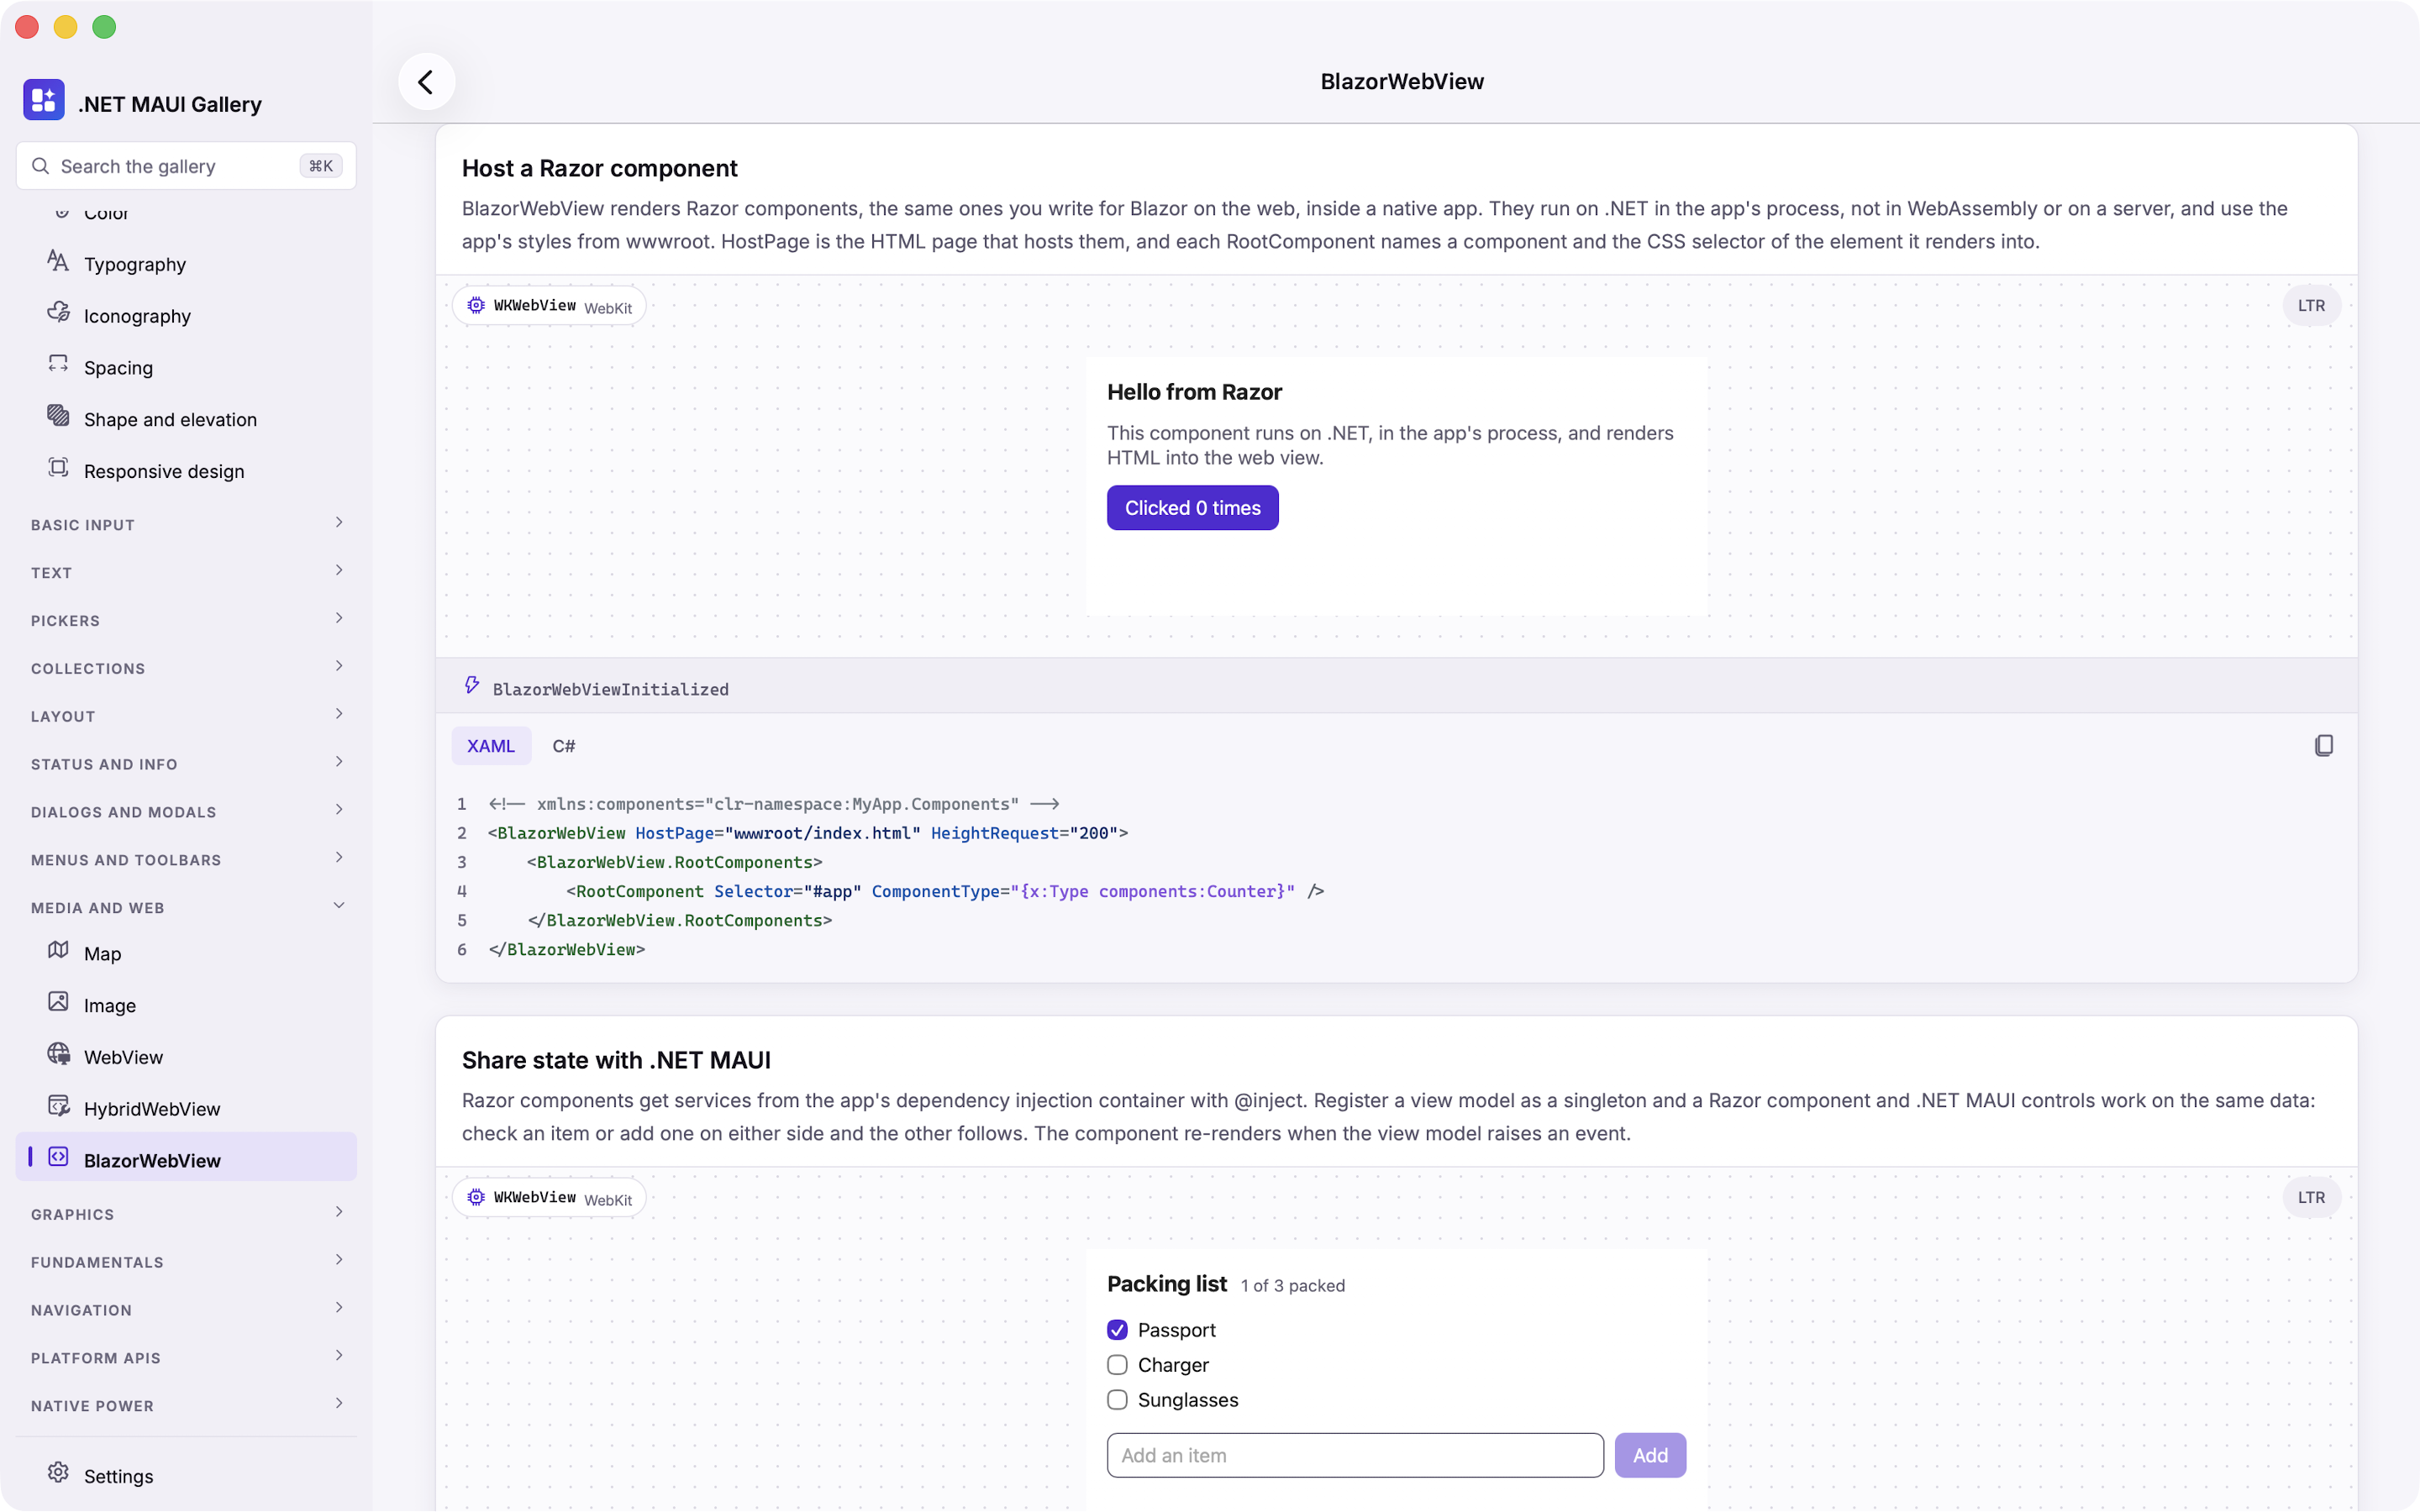 .NET MAUI Gallery
Search the gallery ⌘K
Color
Typography
Iconography
Spacing
Shape and elevation
Responsive design
BASIC INPUT
TEXT
PICKERS
COLLECTIONS
LAYOUT
STATUS AND INFO
DIALOGS AND MODALS
MENUS AND TOOLBARS
MEDIA AND WEB
Map
Image
WebView
HybridWebView
BlazorWebView
GRAPHICS
FUNDAMENTALS
NAVIGATION
PLATFORM APIS
NATIVE POWER
Settings
BlazorWebView
Host a Razor component
BlazorWebView renders Razor components, the same ones you write for Blazor on the web, inside a native app. They run on .NET in the app's process, not in WebAssembly or on a server, and use the
app's styles from wwwroot. HostPage is the HTML page that hosts them, and each RootComponent names a component and the CSS selector of the element it renders into.
WKWebView WebKit
LTR
Hello from Razor
This component runs on .NET, in the app's process, and renders
HTML into the web view.
Clicked 0 times
BlazorWebViewInitialized
XAML C#
1 <!-- xmlns:components="clr-namespace:MyApp.Components" -->
2 <BlazorWebView HostPage="wwwroot/index.html" HeightRequest="200">
3 <BlazorWebView.RootComponents>
4 <RootComponent Selector="#app" ComponentType="{x:Type components:Counter}" />
5 </BlazorWebView.RootComponents>
6 </BlazorWebView>
Share state with .NET MAUI
Razor components get services from the app's dependency injection container with @inject. Register a view model as a singleton and a Razor component and .NET MAUI controls work on the same data:
check an item or add one on either side and the other follows. The component re-renders when the view model raises an event.
WKWebView WebKit
LTR
Packing list 1 of 3 packed
Passport
Charger
Sunglasses
Add an item Add